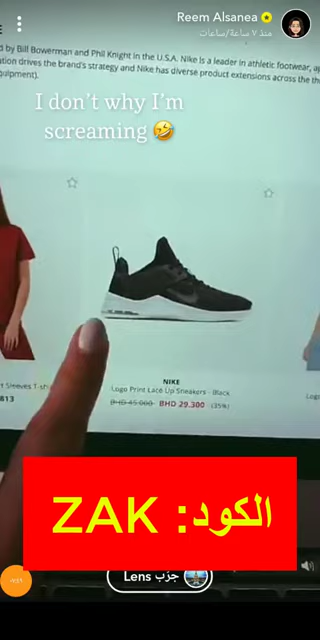 Reem Alsanea
منذ ٧ ساعة/ساعات
d by Bill Bowerman and Phil Knight in the U.S.A. Nike is a leader in athletic footwear, ap
ation drives the brand's strategy and Nike has diverse product extensions across the
quipment).
I don't why I'm
screaming 🤣
NIKE
Logo Print Lace Up Sneakers - Black
BHD 45.000 BHD 29.300 (35%)
t Sleeves T-sh
813
Logo
الكود: ZAK
جرّب Lens